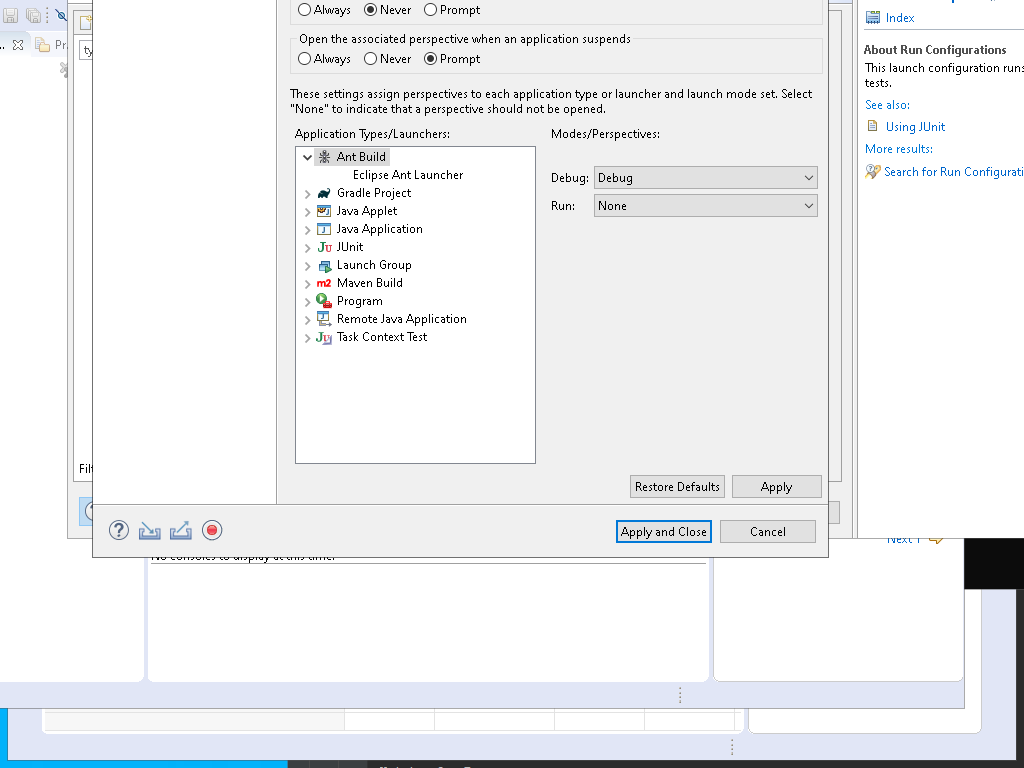 Always Never Prompt
Open the associated perspective when an application suspends
Always Never Prompt
These settings assign perspectives to each application type or launcher and launch mode set. Select
"None" to indicate that a perspective should not be opened.
Application Types/Launchers:
Ant Build
Eclipse Ant Launcher
Gradle Project
Java Applet
Java Application
JUnit
Launch Group
Maven Build
Program
Remote Java Application
Task Context Test
Modes/Perspectives:
Debug: Debug
Run: None
Restore Defaults Apply
Apply and Close Cancel
Index
About Run Configurations
This launch configuration runs
tests.
See also:
Using JUnit
More results:
Search for Run Configurati
Next
No consoles to display at this time.